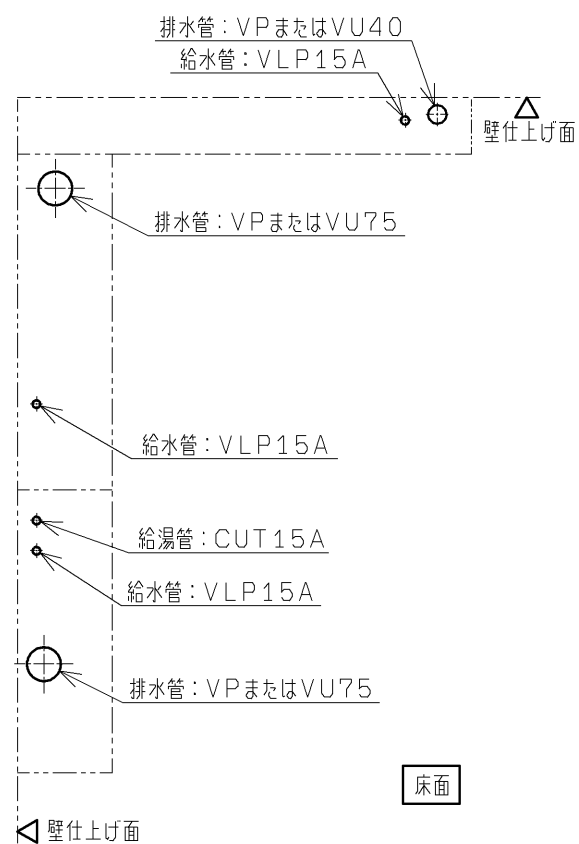 排水管：ＶＰまたはＶＵ４０
給水管：ＶＬＰ１５Ａ
壁仕上げ面
排水管：ＶＰまたはＶＵ７５
給水管：ＶＬＰ１５Ａ
給湯管：ＣＵＴ１５Ａ
給水管：ＶＬＰ１５Ａ
排水管：ＶＰまたはＶＵ７５
床面
壁仕上げ面